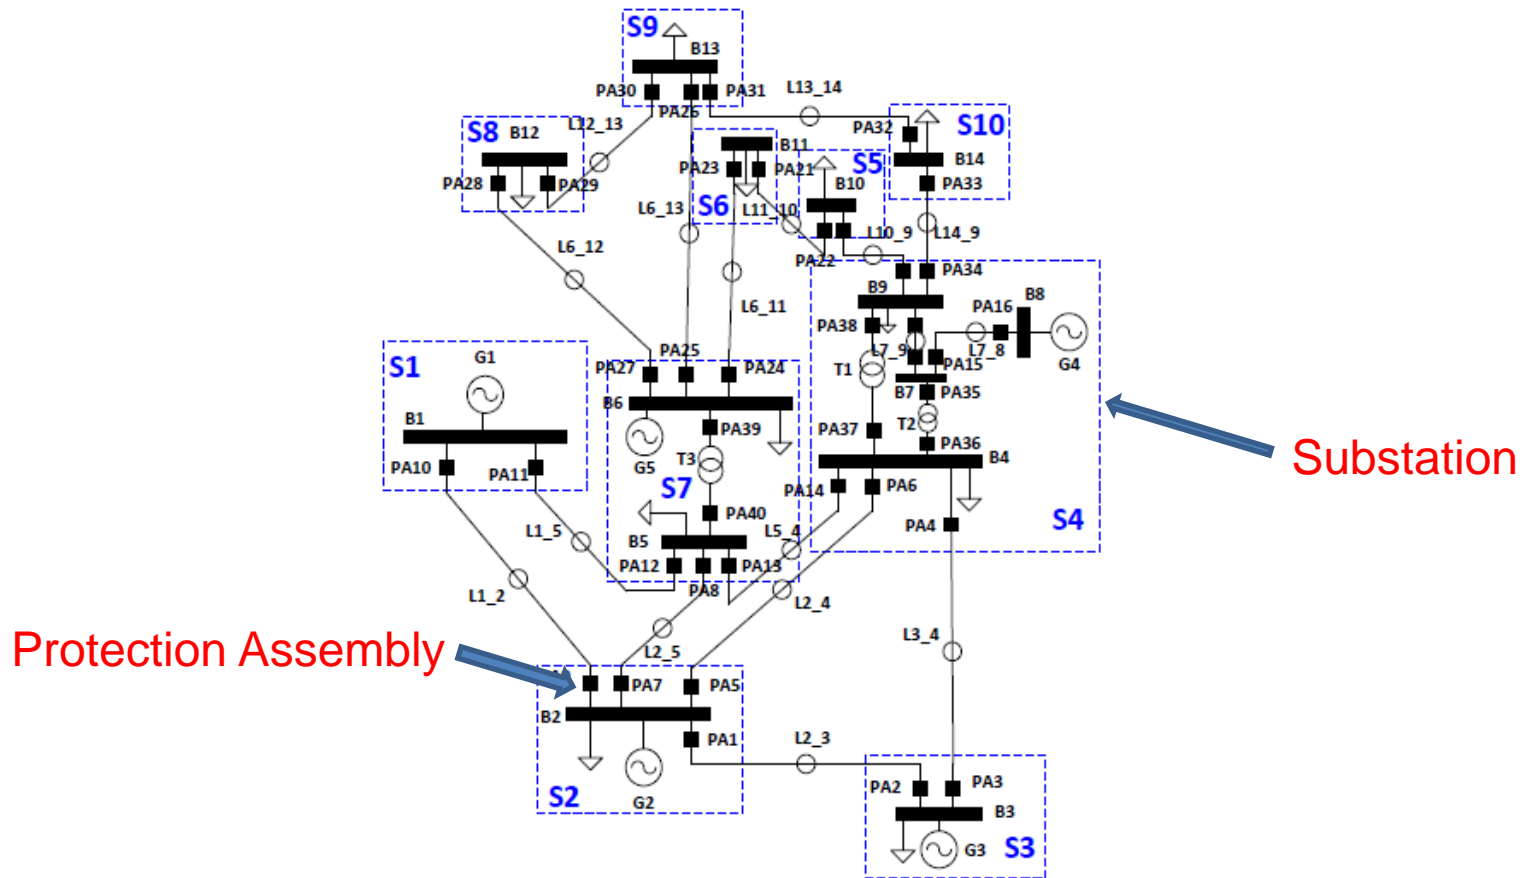 S9
B13
PA30
PA26
PA31
L13_14
L12_13
S8
B12
PA28
PA29
PA32
S10
B14
PA33
B11
PA23
PA21
S6
S5
B10
L11_10
PA22
L10_9
L14_9
L6_13
L6_12
L6_11
PA34
B9
B8
PA16
PA38
L7_9
L7_8
PA15
G4
T1
B7
PA35
T2
PA37
PA36
B4
PA14
PA6
PA4
S4
Substation
S1
G1
B1
PA10
PA11
PA25
PA27
PA24
B6
PA39
G5
T3
S7
PA40
B5
PA12
PA8
PA13
L5_4
L1_5
L1_2
L2_4
L2_5
L3_4
Protection Assembly
PA7
PA5
B2
PA1
S2
G2
L2_3
PA2
PA3
B3
G3
S3